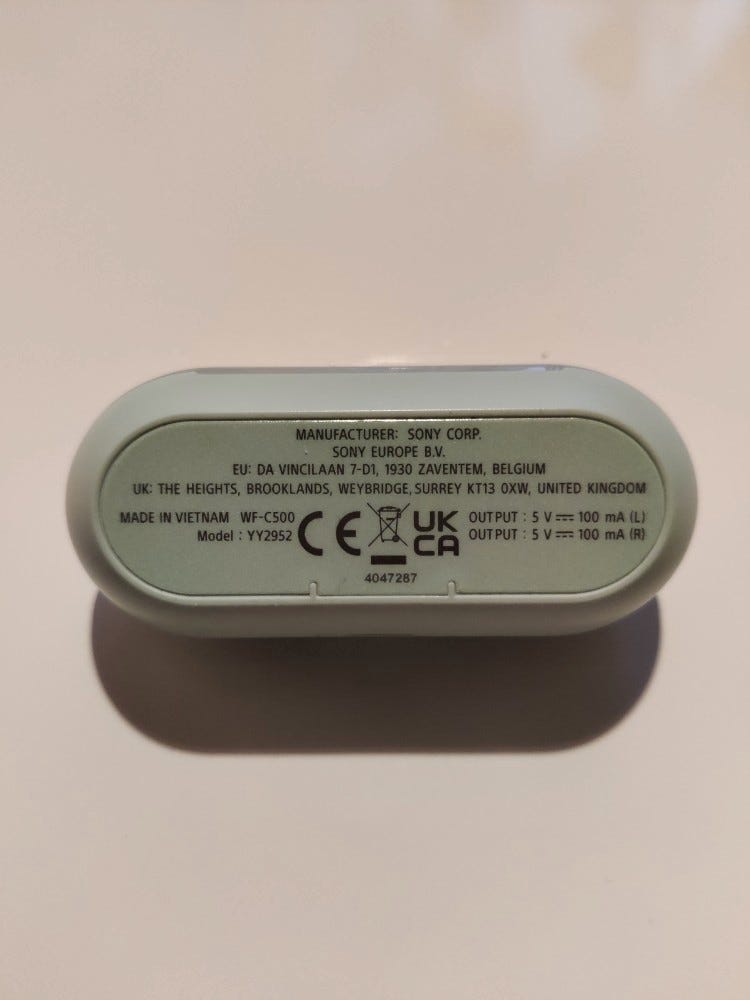 MANUFACTURER: SONY CORP.
SONY EUROPE B.V.
EU: DA VINCILAAN 7-D1, 1930 ZAVENTEM, BELGIUM
UK: THE HEIGHTS, BROOKLANDS, WEYBRIDGE, SURREY KT13 0XW, UNITED KINGDOM
MADE IN VIETNAM WF-C500
Model : YY2952
CE
UK
CA
OUTPUT : 5 V ⎓ 100 mA (L)
OUTPUT : 5 V ⎓ 100 mA (R)
4047287